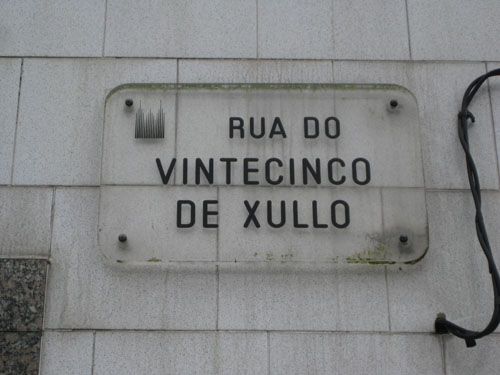 RUA DO
VINTECINCO
DE XULLO